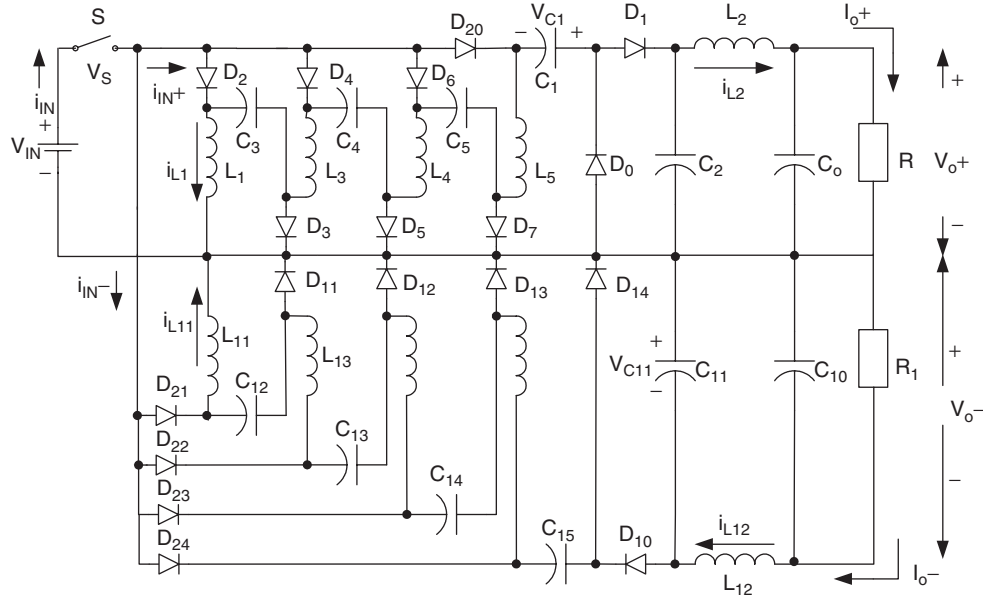 S
V_S
i_IN
+
V_IN
−
i_IN+
D_2
D_4
D_6
D_20
− V_C1 +
C_1
D_1
L_2
i_L2
I_o+
C_3
C_4
C_5
i_L1
L_1
L_3
L_4
L_5
D_0
C_2
C_o
R
+
V_o+
−
D_3
D_5
D_7
i_IN−
D_11
D_12
D_13
D_14
i_L11
L_11
L_13
+
V_C11
−
C_11
C_10
R_1
+
V_o−
−
D_21
C_12
D_22
C_13
D_23
C_14
D_24
C_15
D_10
i_L12
L_12
I_o−